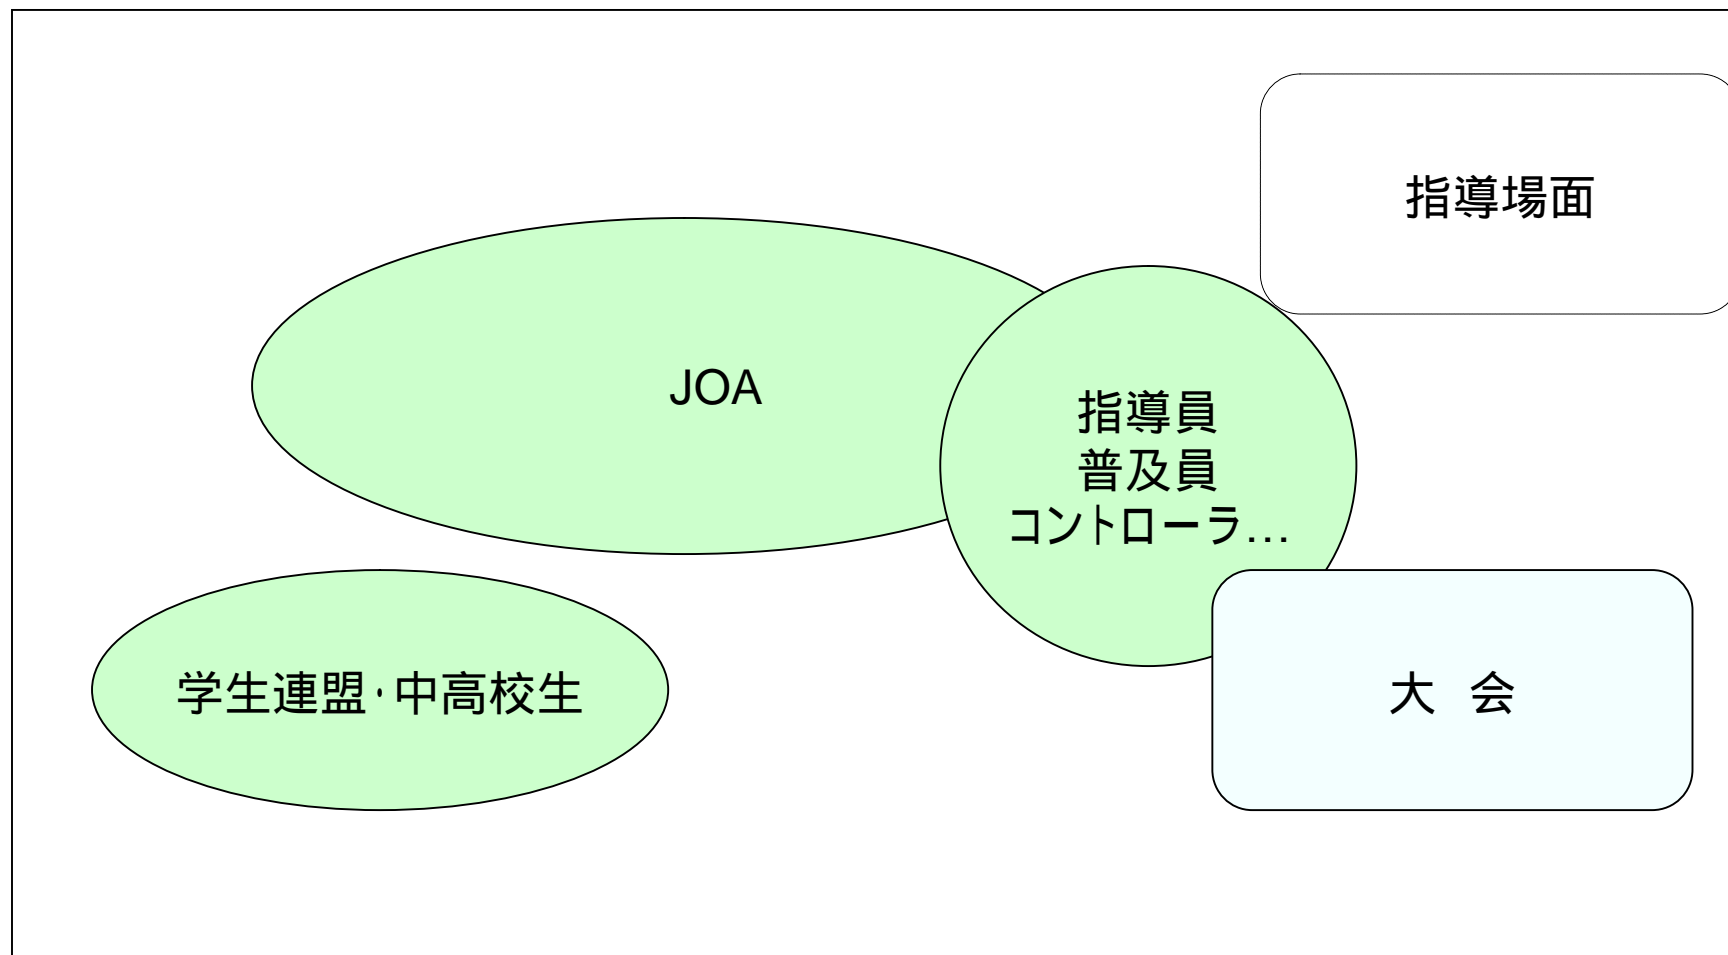 指導場面
JOA
指導員
普及員
コントローラ...
学生連盟・中高校生
大　会